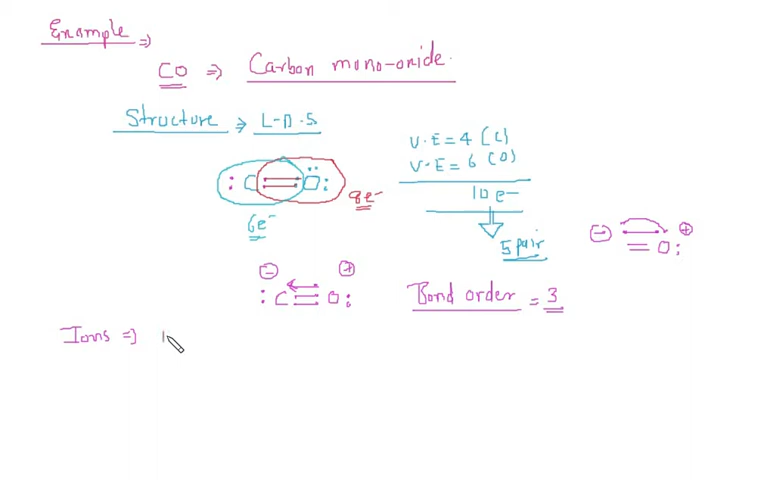 Example ⇒
CO ⇒ Carbon mono-oxide.
Structure ⇒ L-D.S
V.E = 4 (C)
V.E = 6 (O)
10 e-
5 pair
:C=Ö:
6e-
8e-
⊖ ⊕
:C≡O:
⊖ ⊕
≡O:
Bond order = 3
Ions ⇒